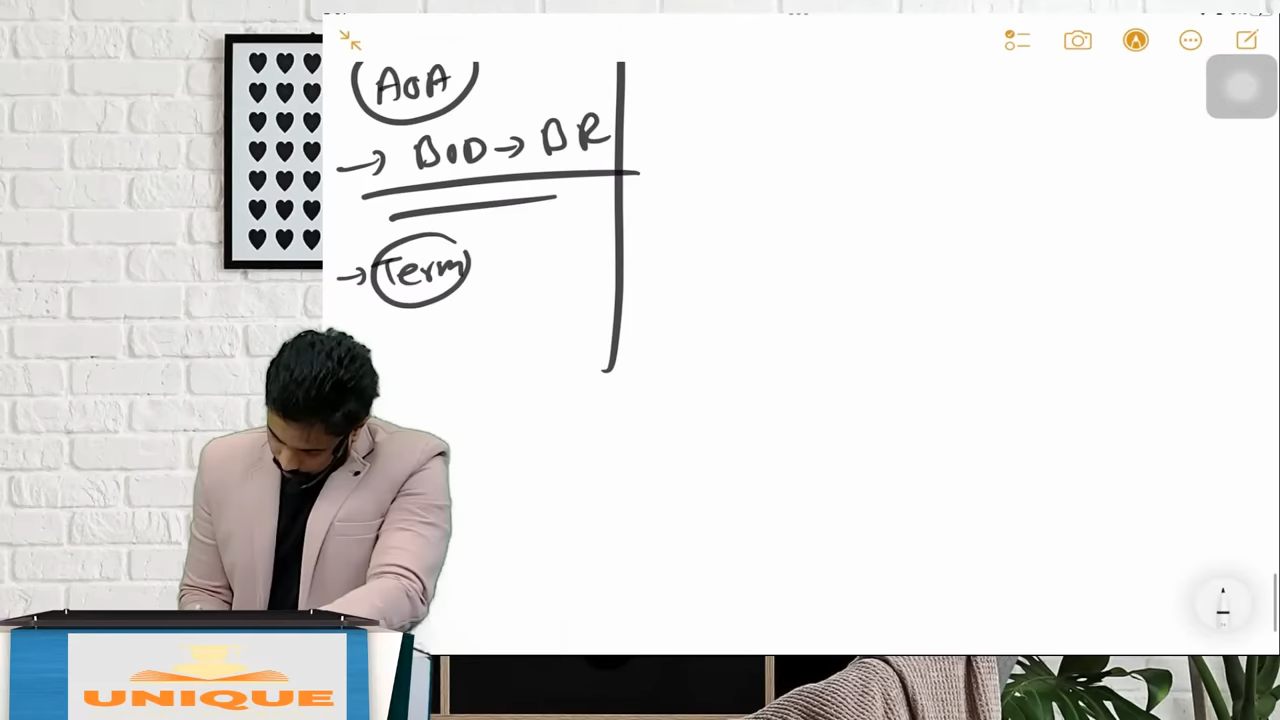 AOA
→ BOD → BR
→ Term
UNIQUE